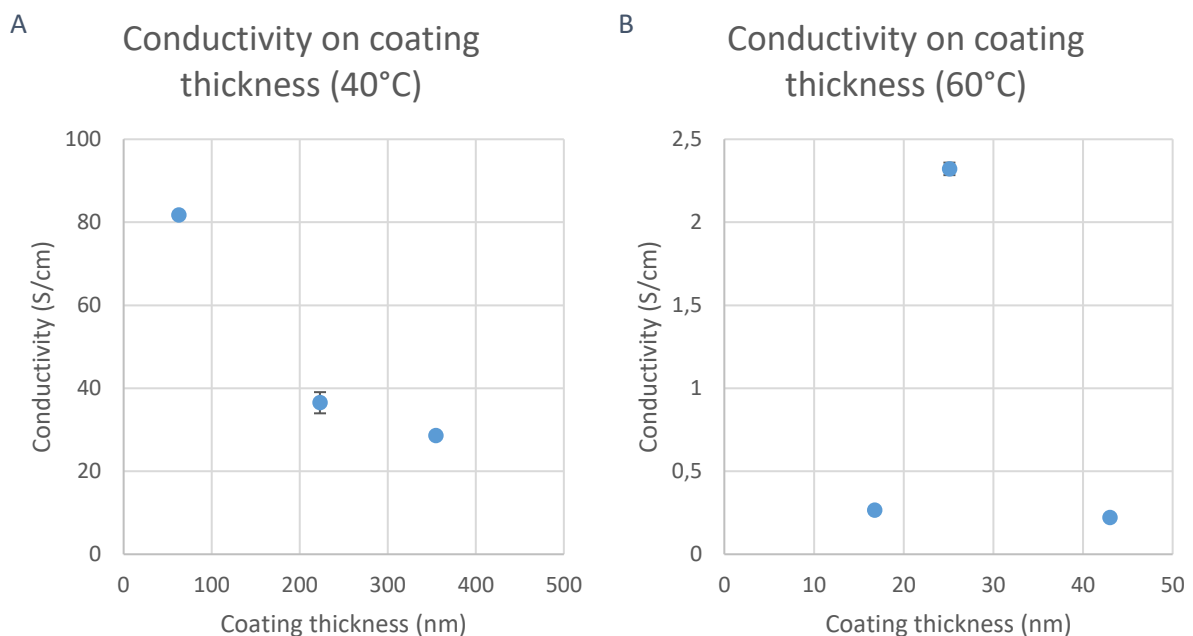 A
Conductivity on coating
thickness (40°C)
100
80
60
40
20
0
0 100 200 300 400 500
Conductivity (S/cm)
Coating thickness (nm)
B
Conductivity on coating
thickness (60°C)
2,5
2
1,5
1
0,5
0
0 10 20 30 40 50
Conductivity (S/cm)
Coating thickness (nm)